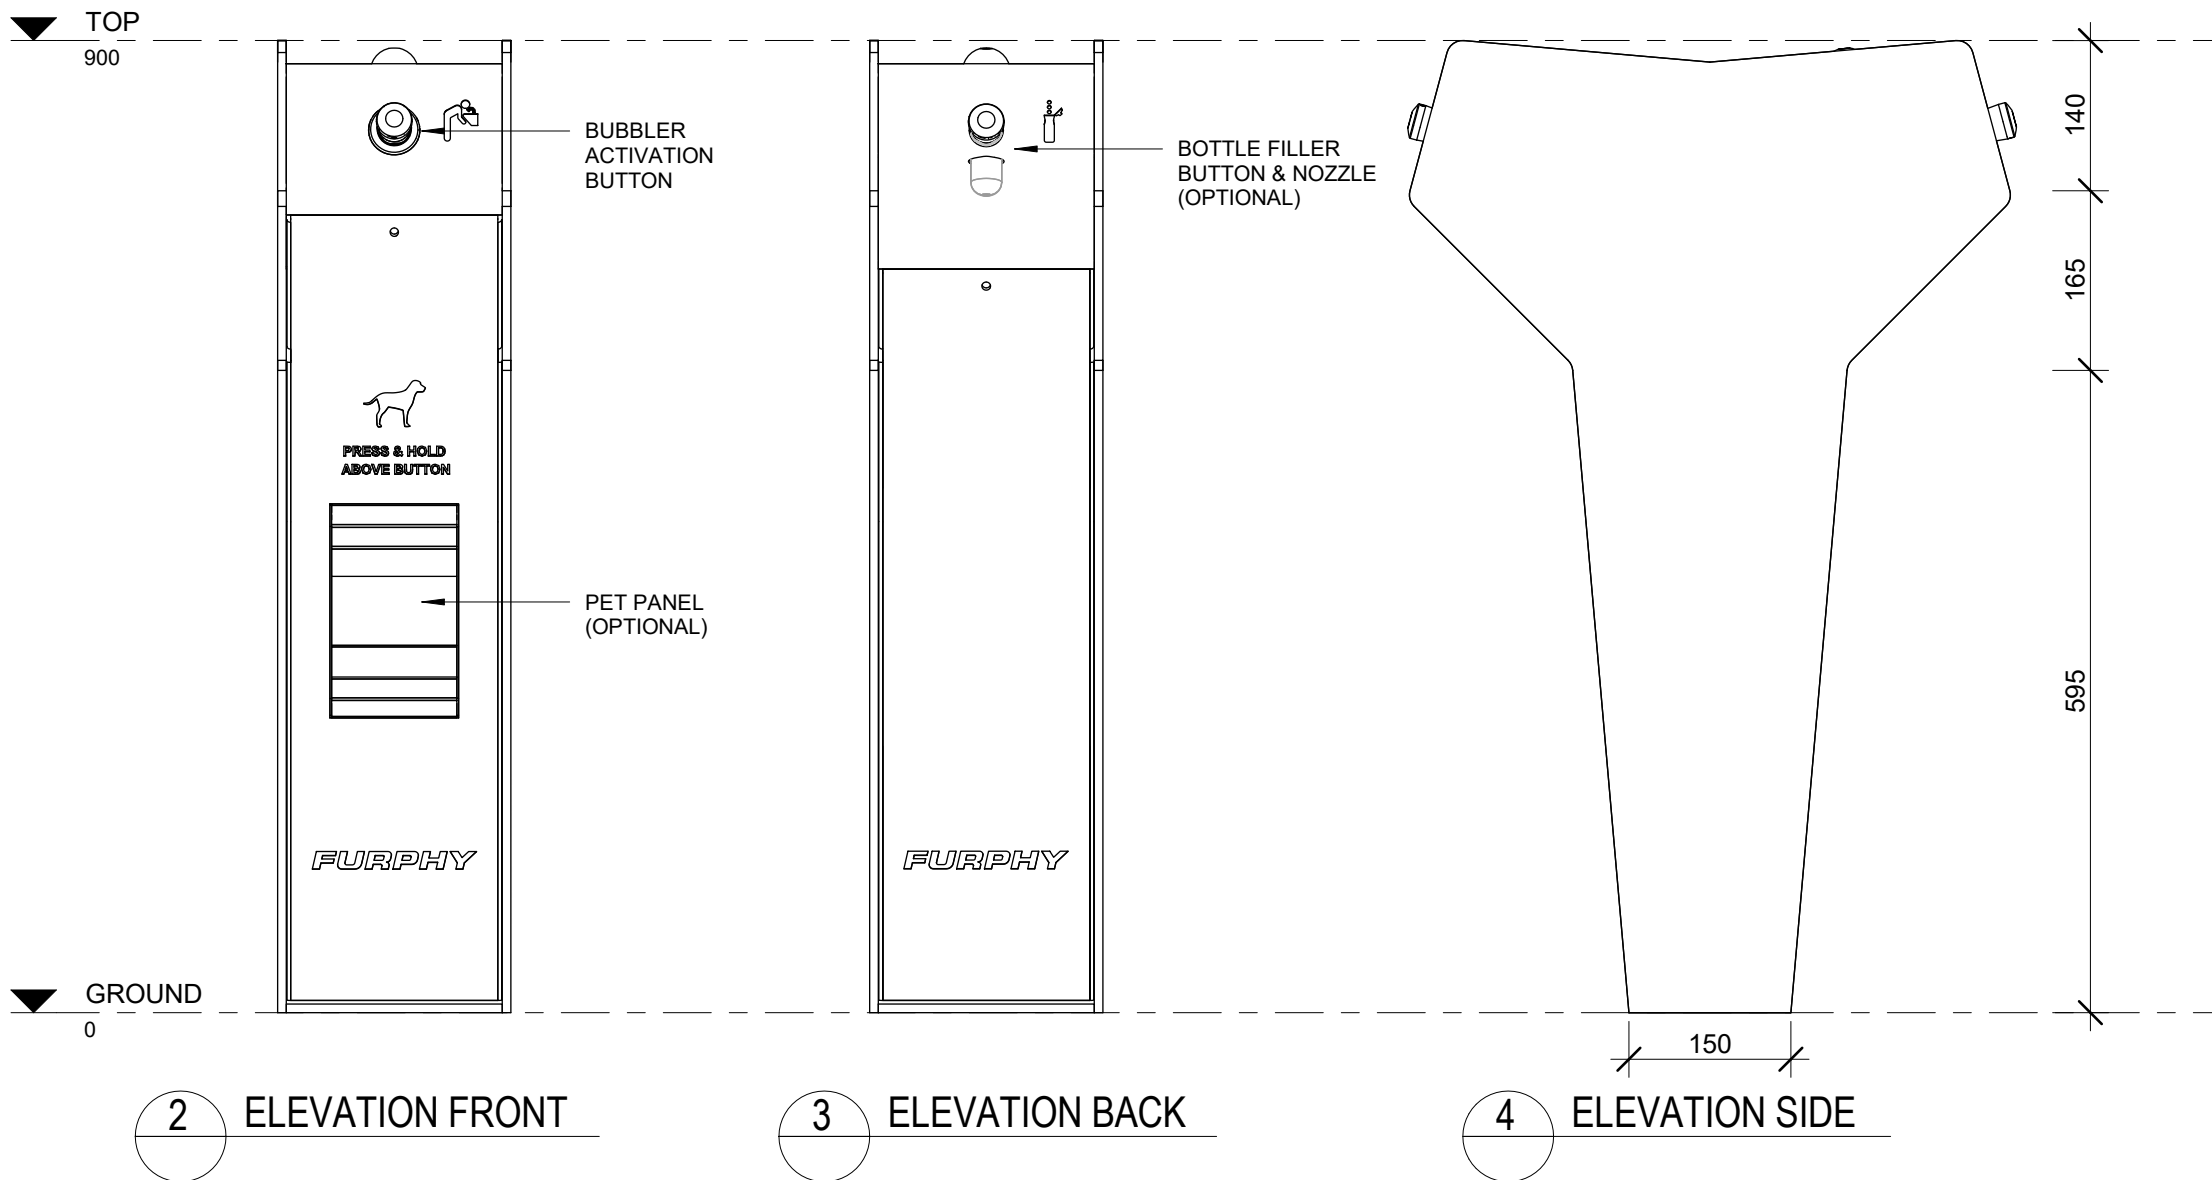 TOP
900
BUBBLER
ACTIVATION
BUTTON
BOTTLE FILLER
BUTTON & NOZZLE
(OPTIONAL)
140
165
595
PRESS & HOLD
ABOVE BUTTON
PET PANEL
(OPTIONAL)
FURPHY
FURPHY
GROUND
0
150
2 ELEVATION FRONT
3 ELEVATION BACK
4 ELEVATION SIDE